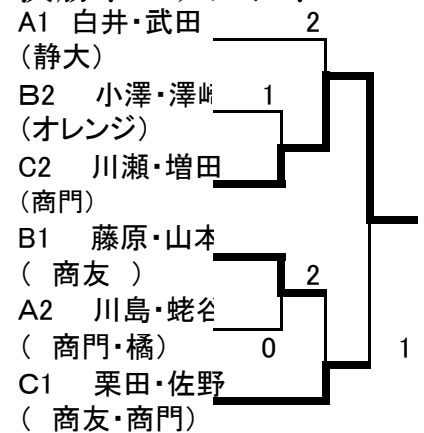 A1 白井・武田 2
(静大)
B2 小澤・澤崎 1
(オレンジ)
C2 川瀬・増田
(商門)
B1 藤原・山本
( 商友 ) 2
A2 川島・蛯谷
( 商門・橘) 0 1
C1 栗田・佐野
( 商友・商門)